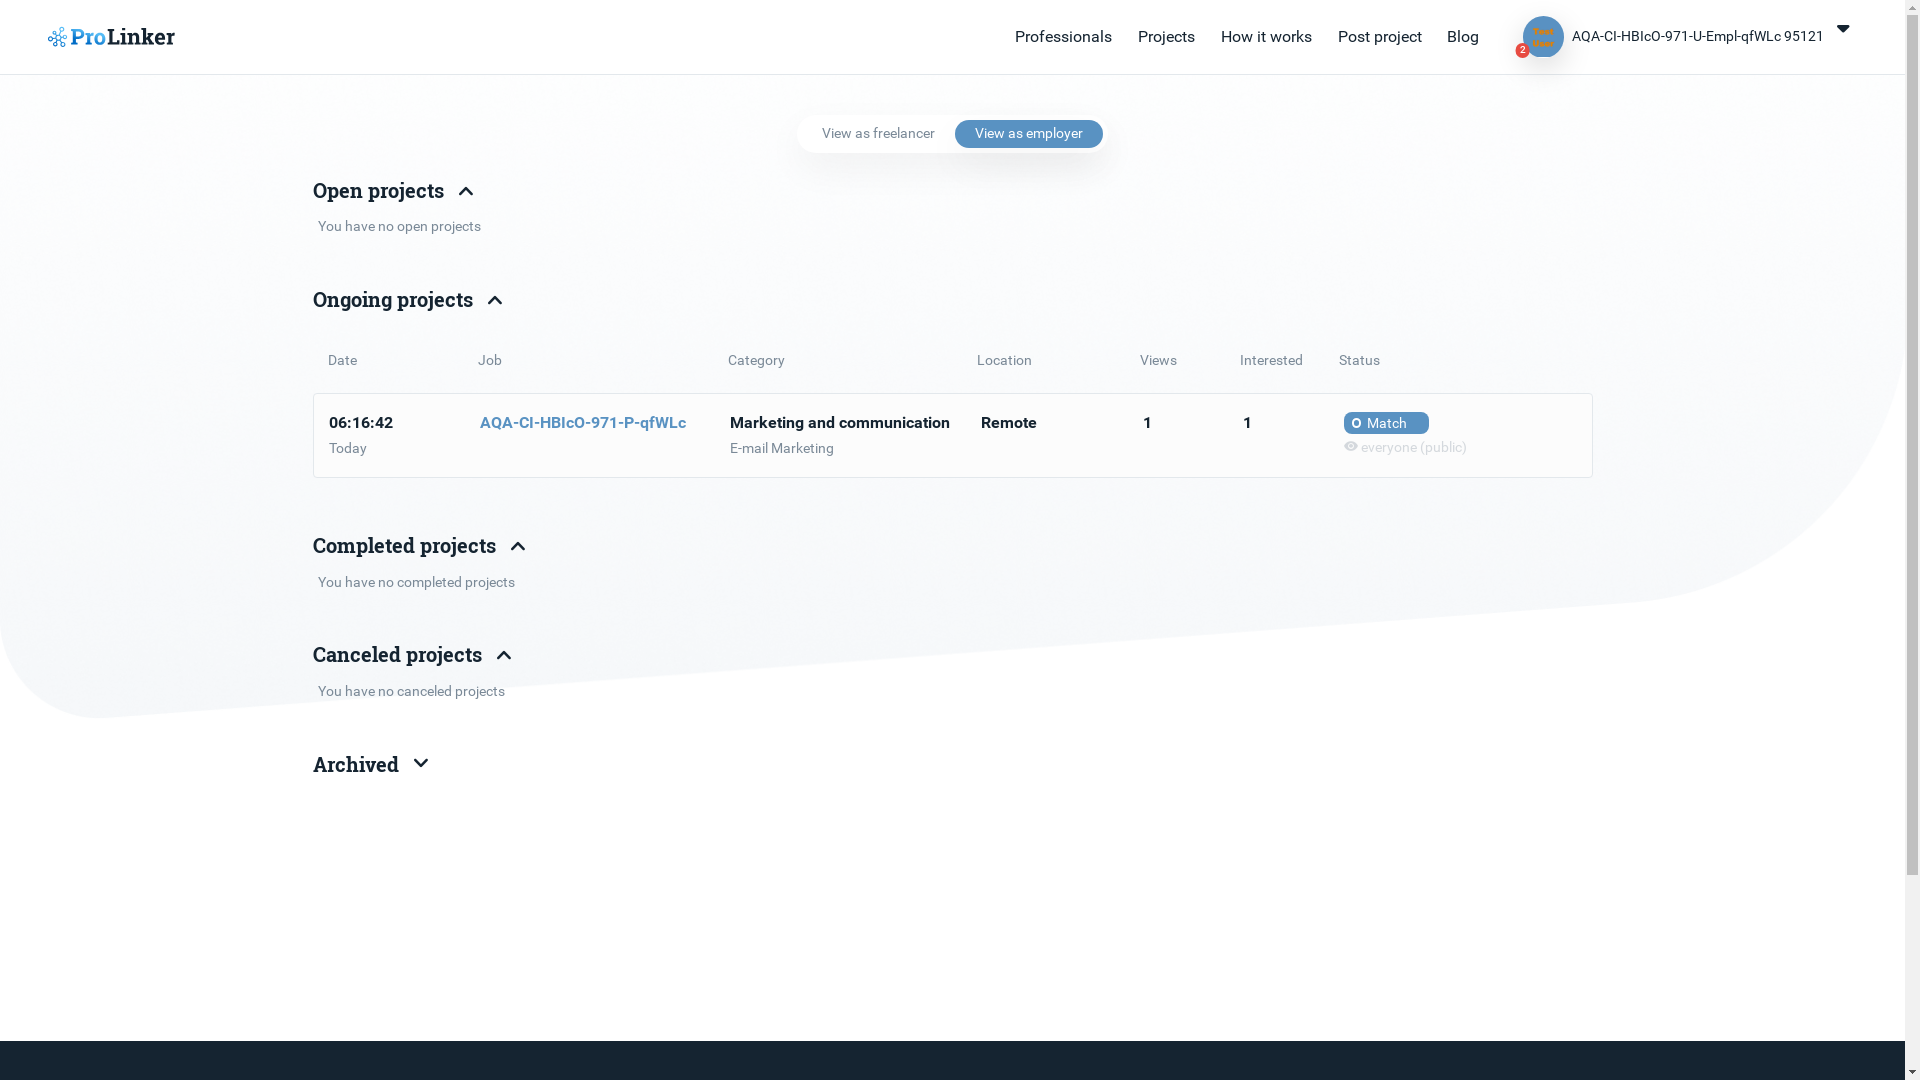 ProLinker
Professionals Projects How it works Post project Blog
Test User
2
AQA-CI-HBIcO-971-U-Empl-qfWLc 95121
View as freelancer View as employer
Open projects
You have no open projects
Ongoing projects
Date Job Category Location Views Interested Status
06:16:42 AQA-CI-HBIcO-971-P-qfWLc Marketing and communication Remote 1 1 Match
Today E-mail Marketing everyone (public)
Completed projects
You have no completed projects
Canceled projects
You have no canceled projects
Archived